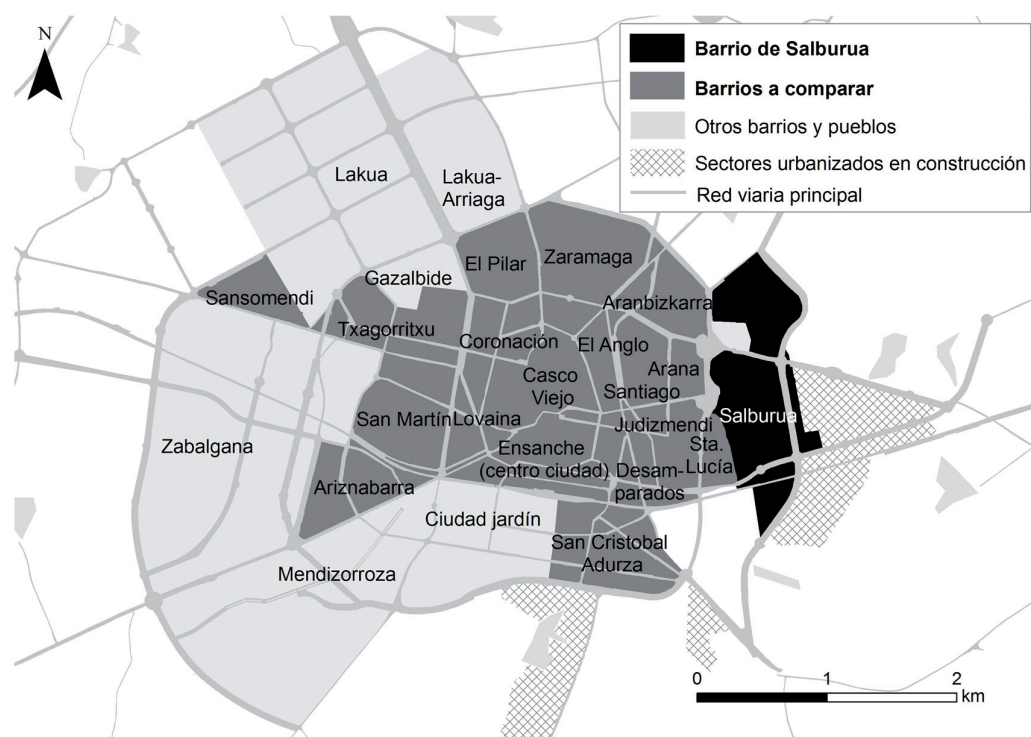 N
Barrio de Salburua
Barrios a comparar
Otros barrios y pueblos
Sectores urbanizados en construcción
Red viaria principal
Lakua
Lakua-
Arriaga
El Pilar
Zaramaga
Gazalbide
Sansomendi
Aranbizkarra
Txagorritxu
Coronación
El Anglo
Arana
Casco
Viejo
Santiago
San Martín
Lovaina
Salburua
Judizmendi
Zabalgana
Ensanche
(centro ciudad)
Sta.
Lucía
Desam-
parados
Ariznabarra
Ciudad jardín
San Cristobal
Adurza
Mendizorroza
0 1 2
km